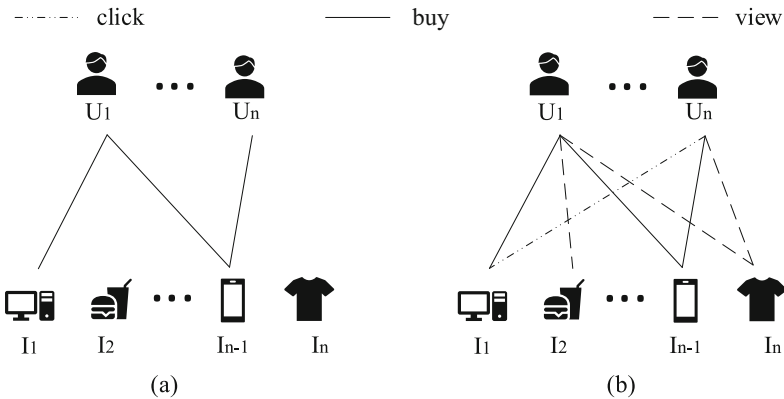 click buy view
U1 Un U1 Un
I1 I2 In-1 In I1 I2 In-1 In
(a) (b)